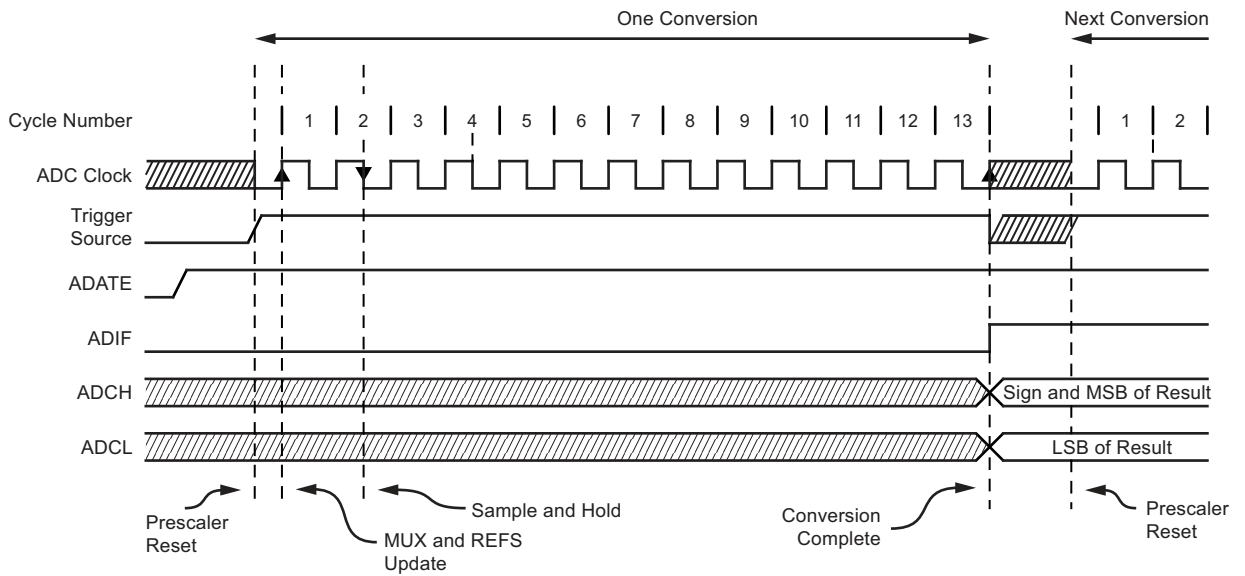 One Conversion
Next Conversion
Cycle Number
1 2 3 4 5 6 7 8 9 10 11 12 13 1 2
ADC Clock
Trigger
Source
ADATE
ADIF
ADCH
Sign and MSB of Result
ADCL
LSB of Result
Prescaler
Reset
MUX and REFS
Update
Sample and Hold
Conversion
Complete
Prescaler
Reset